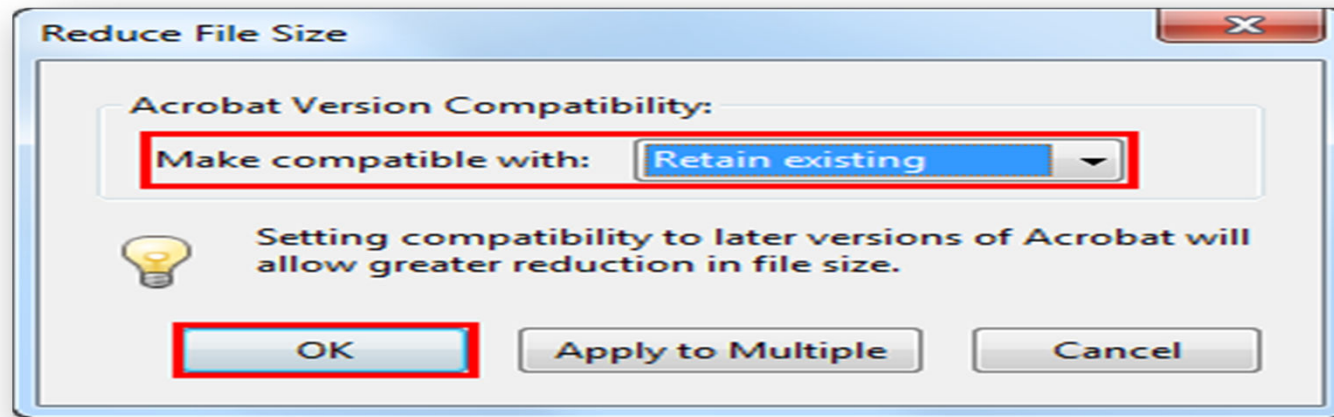 Reduce File Size
Acrobat Version Compatibility:
Make compatible with: Retain existing
Setting compatibility to later versions of Acrobat will
allow greater reduction in file size.
OK Apply to Multiple Cancel